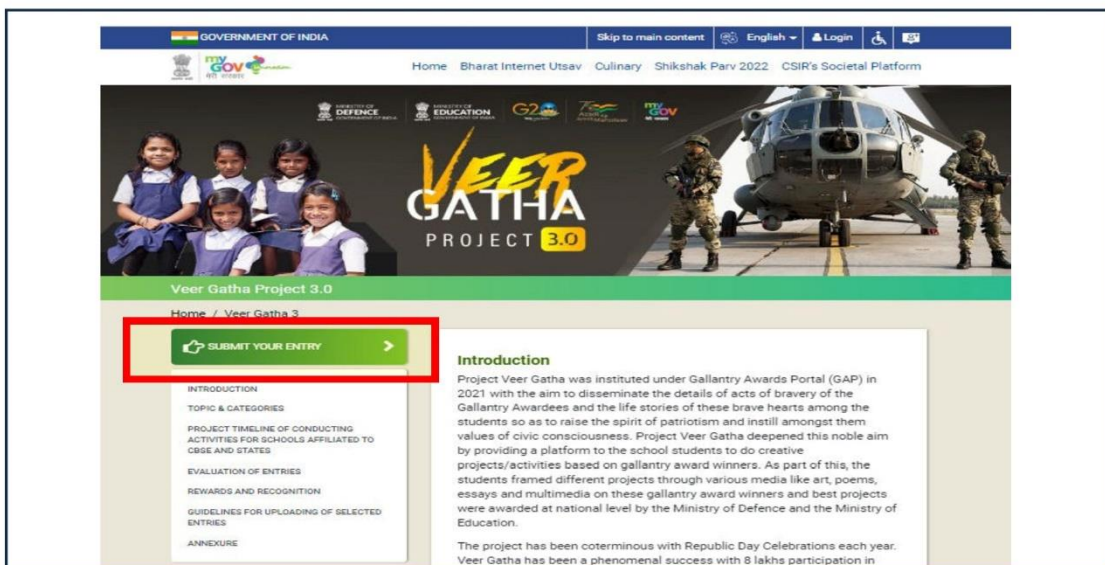 GOVERNMENT OF INDIA
Skip to main content
English
Login
my
GOV
मेरी सरकार
Home Bharat Internet Utsav Culinary Shikshak Parv 2022 CSIR's Societal Platform
MINISTRY OF
DEFENCE
MINISTRY OF
EDUCATION
G20
my
GOV
VEER
GATHA
PROJECT 3.0
Veer Gatha Project 3.0
Home / Veer Gatha 3
SUBMIT YOUR ENTRY
INTRODUCTION
TOPIC & CATEGORIES
PROJECT TIMELINE OF CONDUCTING
ACTIVITIES FOR SCHOOLS AFFILIATED TO
CBSE AND STATES
EVALUATION OF ENTRIES
REWARDS AND RECOGNITION
GUIDELINES FOR UPLOADING OF SELECTED
ENTRIES
ANNEXURE
Introduction
Project Veer Gatha was instituted under Gallantry Awards Portal (GAP) in
2021 with the aim to disseminate the details of acts of bravery of the
Gallantry Awardees and the life stories of these brave hearts among the
students so as to raise the spirit of patriotism and instill amongst them
values of civic consciousness. Project Veer Gatha deepened this noble aim
by providing a platform to the school students to do creative
projects/activities based on gallantry award winners. As part of this, the
students framed different projects through various media like art, poems,
essays and multimedia on these gallantry award winners and best projects
were awarded at national level by the Ministry of Defence and the Ministry of
Education.
The project has been coterminous with Republic Day Celebrations each year.
Veer Gatha has been a phenomenal success with 8 lakhs participation in